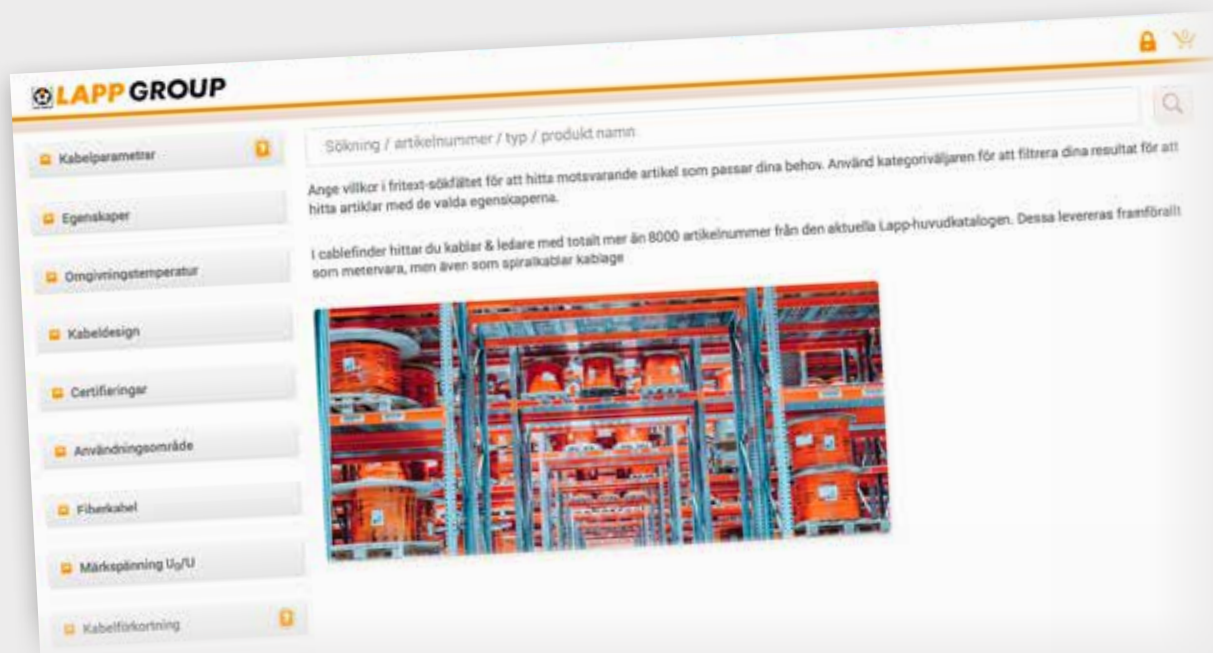 LAPP GROUP
Sökning / artikelnummer / typ / produkt namn
Kabelparametrar
Egenskaper
Omgivningstemperatur
Kabeldesign
Certifieringar
Användningsområde
Fiberkabel
Märkspänning U₀/U
Kabelförkortning
Ange villkor i fritext-sökfältet för att hitta motsvarande artikel som passar dina behov. Använd kategoriväljaren för att filtrera dina resultat för att
hitta artiklar med de valda egenskaperna.
I cablefinder hittar du kablar & ledare med totalt mer än 8000 artikelnummer från den aktuella Lapp-huvudkatalogen. Dessa levereras framförallt
som metervara, men även som spiralkablar kablage